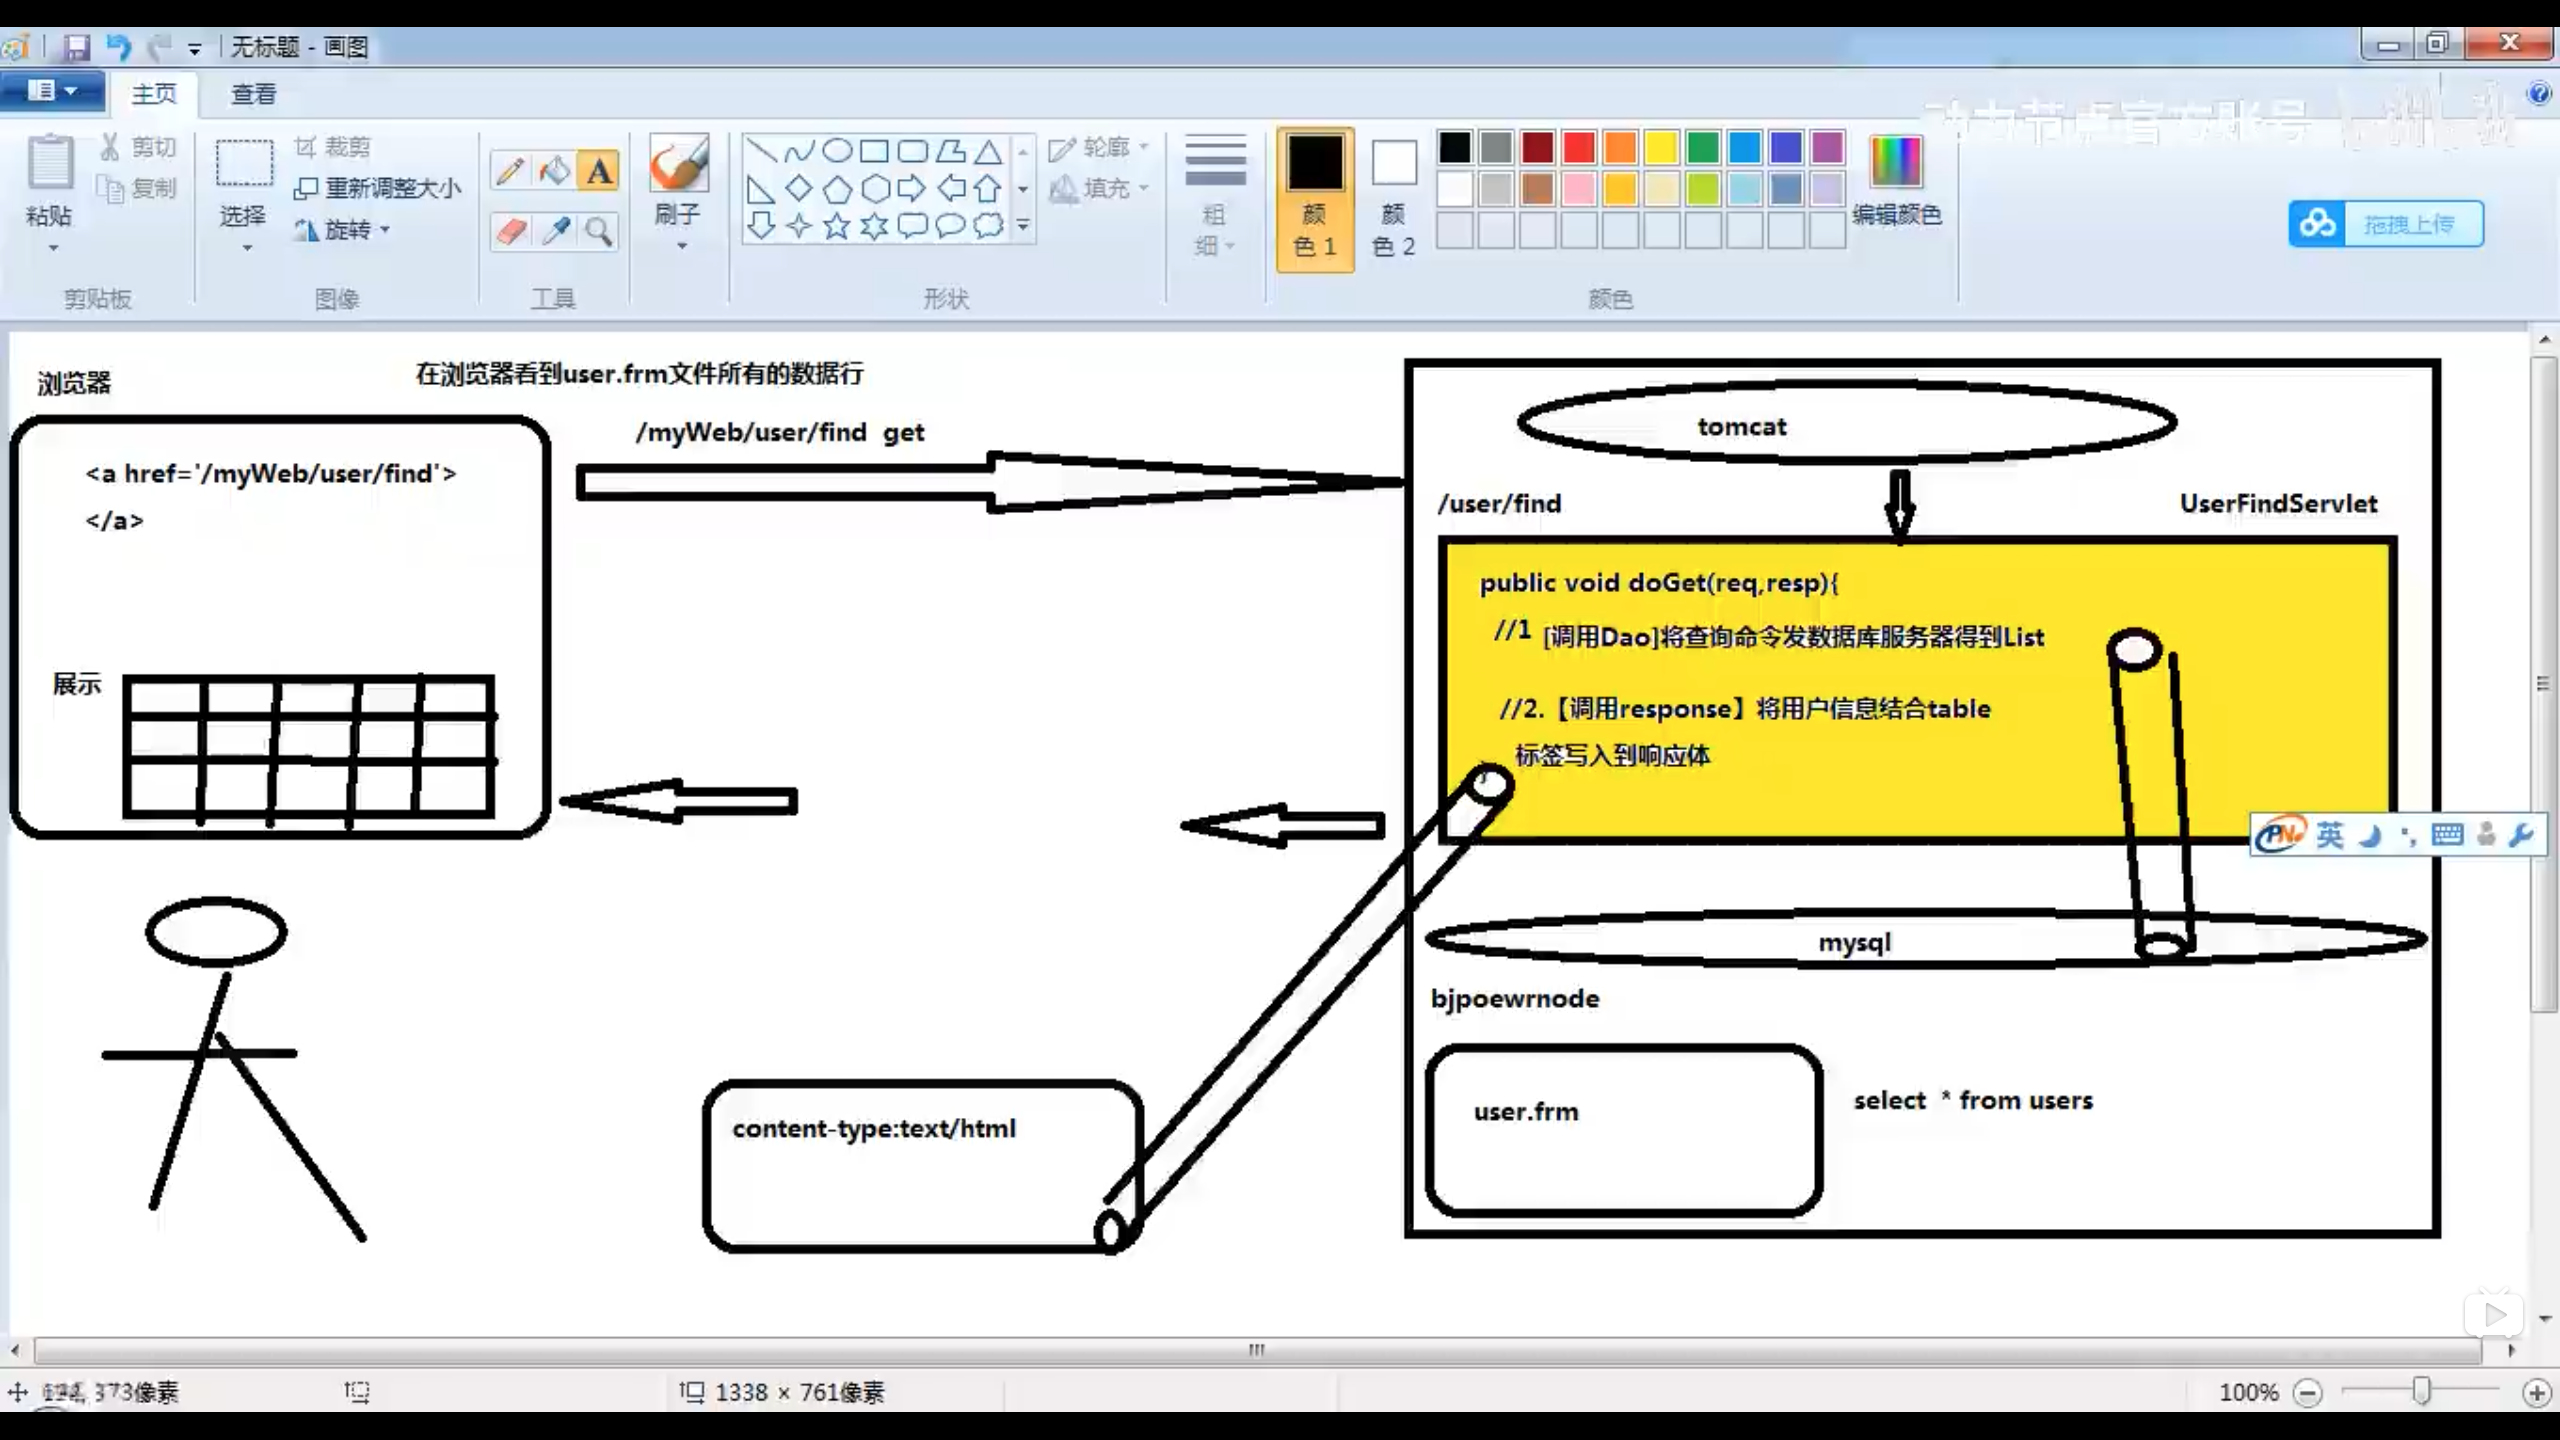 无标题 - 画图
主页
查看
粘贴
剪切
复制
剪贴板
选择
裁剪
重新调整大小
旋转
图像
A
工具
刷子
轮廓
填充
形状
粗
细
颜
色 1
颜
色 2
编辑颜色
颜色
动力节点官方账号
拖拽上传
浏览器
在浏览器看到user.frm文件所有的数据行
/myWeb/user/find get
<a href='/myWeb/user/find'>
</a>
展示
tomcat
/user/find
UserFindServlet
public void doGet(req,resp){
//1 [调用Dao]将查询命令发数据库服务器得到List
//2.【调用response】将用户信息结合table
标签写入到响应体
}
英
mysql
bjpoewrnode
user.frm
select * from users
content-type:text/html
373像素
1338 × 761像素
100%